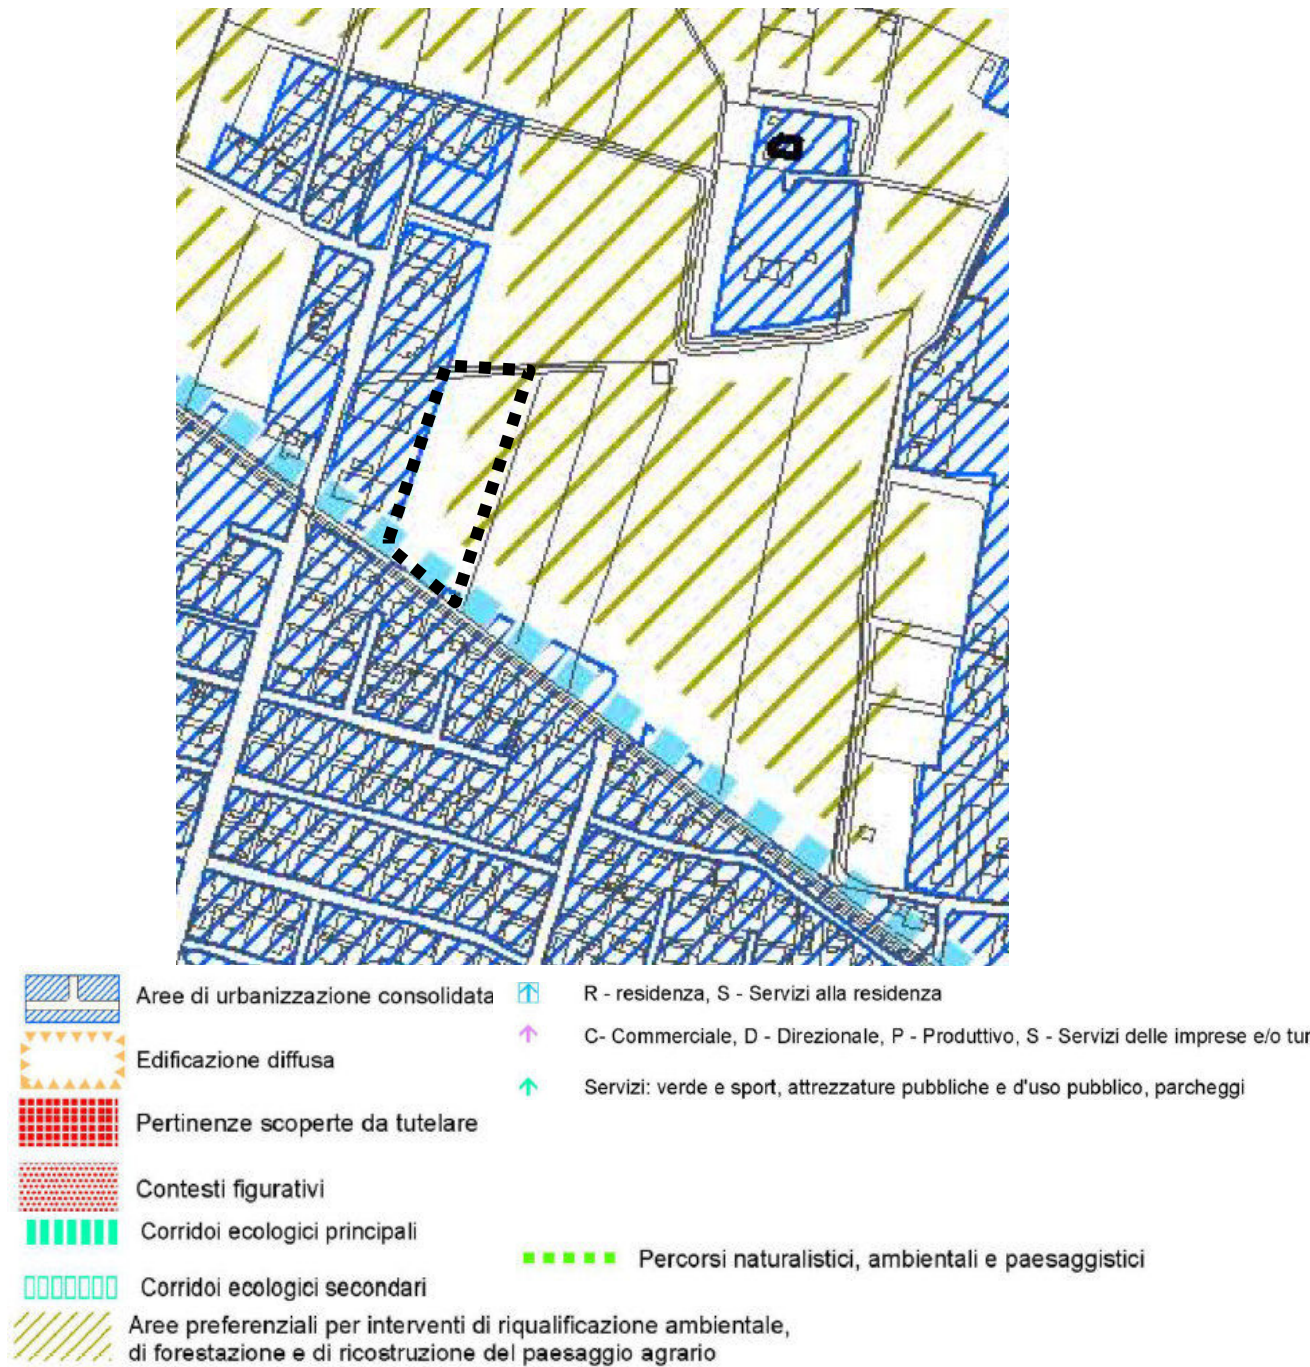 Aree di urbanizzazione consolidata
R - residenza, S - Servizi alla residenza
C- Commerciale, D - Direzionale, P - Produttivo, S - Servizi delle imprese e/o tur
Edificazione diffusa
Servizi: verde e sport, attrezzature pubbliche e d'uso pubblico, parcheggi
Pertinenze scoperte da tutelare
Contesti figurativi
Corridoi ecologici principali
Percorsi naturalistici, ambientali e paesaggistici
Corridoi ecologici secondari
Aree preferenziali per interventi di riqualificazione ambientale,
di forestazione e di ricostruzione del paesaggio agrario